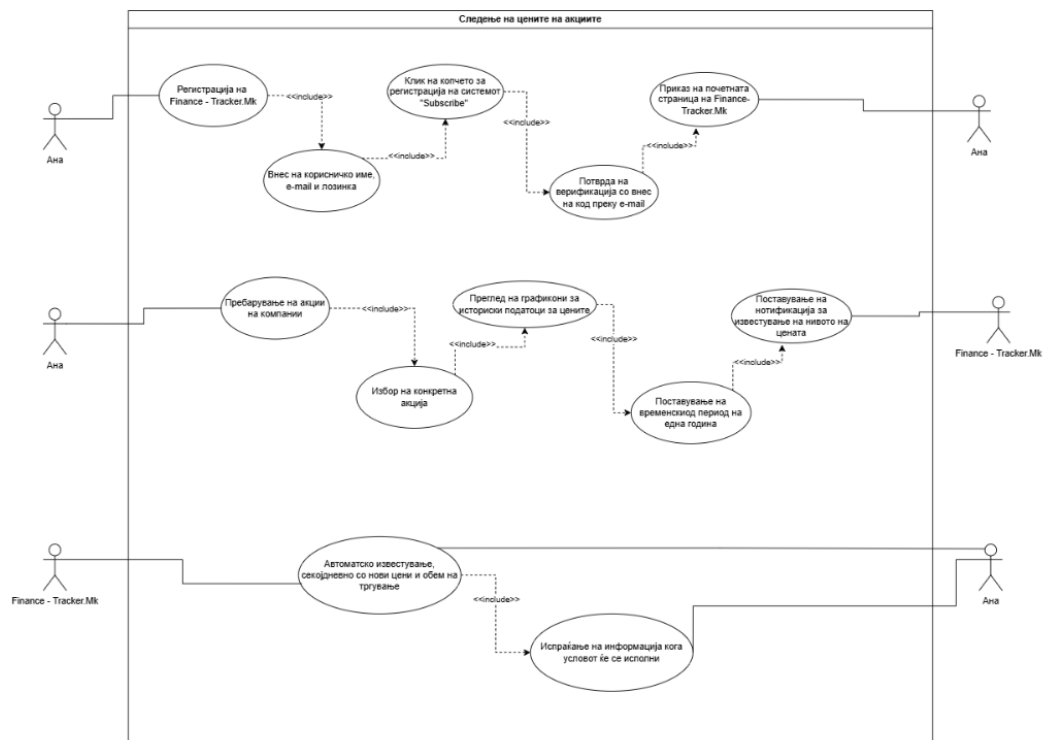 Следење на цените на акциите
Регистрација на
Finance - Tracker.Mk
<<include>>
Клик на копчето за
регистрација на системот
"Subscribe"
<<include>>
Приказ на почетната
страница на Finance-
Tracker.Mk
Ана
Ана
<<include>>
<<include>>
Внес на корисничко име,
e-mail и лозинка
Потврда на
верификација со внес
на код преку e-mail
Пребарување на акции
на компании
<<include>>
Преглед на графикони за
историски податоци за цените
<<include>>
Поставување на
нотификација за
известување на нивото на
цената
Ана
Finance - Tracker.Mk
<<include>>
<<include>>
Избор на конкретна
акција
Поставување на
временскиод период на
една година
Автоматско известување,
секојдневно со нови цени и обем на
тргување
Finance - Tracker.Mk
<<include>>
Ана
Испраќање на информација кога
условот ќе се исполни